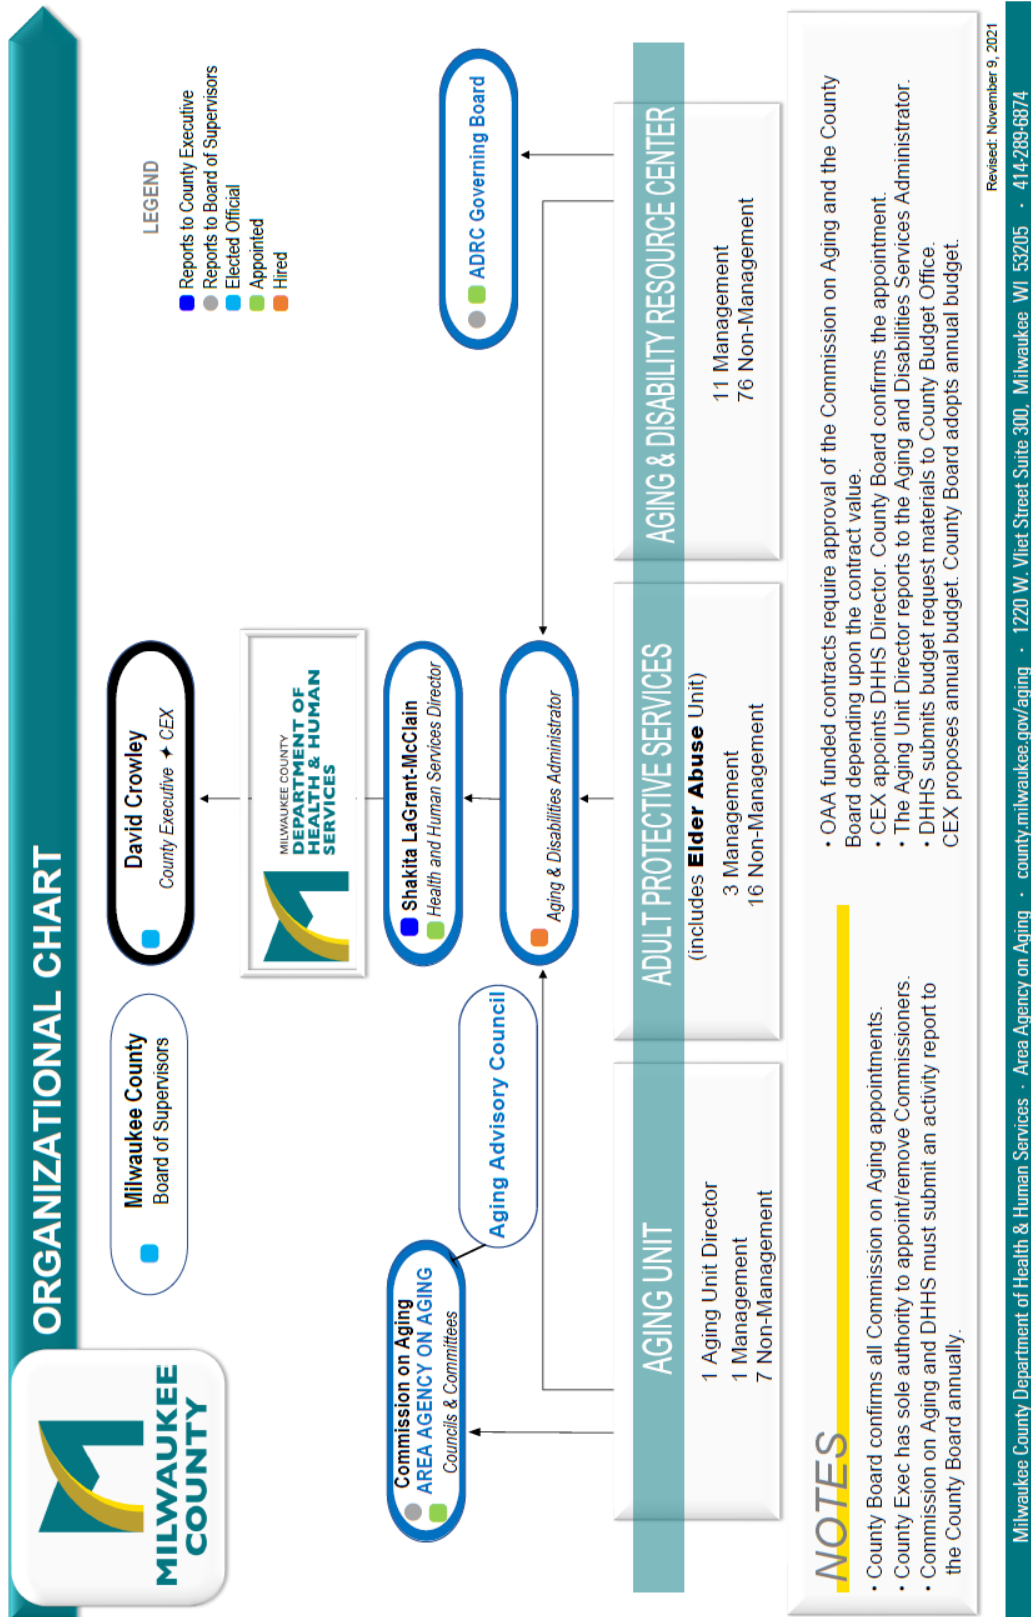 ORGANIZATIONAL CHART
MILWAUKEE
COUNTY
LEGEND
Reports to County Executive
Reports to Board of Supervisors
Elected Official
Appointed
Hired
Milwaukee County
Board of Supervisors
David Crowley
County Executive ✦ CEX
MILWAUKEE COUNTY
DEPARTMENT OF
HEALTH & HUMAN
SERVICES
Commission on Aging
AREA AGENCY ON AGING
Councils & Committees
Aging Advisory Council
Shakita LaGrant-McClain
Health and Human Services Director
Aging & Disabilities Administrator
ADRC Governing Board
AGING UNIT
1 Aging Unit Director
1 Management
7 Non-Management
ADULT PROTECTIVE SERVICES
(includes Elder Abuse Unit)
3 Management
16 Non-Management
AGING & DISABILITY RESOURCE CENTER
11 Management
76 Non-Management
NOTES
• County Board confirms all Commission on Aging appointments.
• County Exec has sole authority to appoint/remove Commissioners.
• Commission on Aging and DHHS must submit an activity report to
the County Board annually.
• OAA funded contracts require approval of the Commission on Aging and the County
Board depending upon the contract value.
• CEX appoints DHHS Director. County Board confirms the appointment.
• The Aging Unit Director reports to the Aging and Disabilities Services Administrator.
• DHHS submits budget request materials to County Budget Office.
CEX proposes annual budget. County Board adopts annual budget.
Revised: November 9, 2021
Milwaukee County Department of Health & Human Services · Area Agency on Aging · county.milwaukee.gov/aging · 1220 W. Vliet Street Suite 300, Milwaukee WI 53205 · 414-289-6874